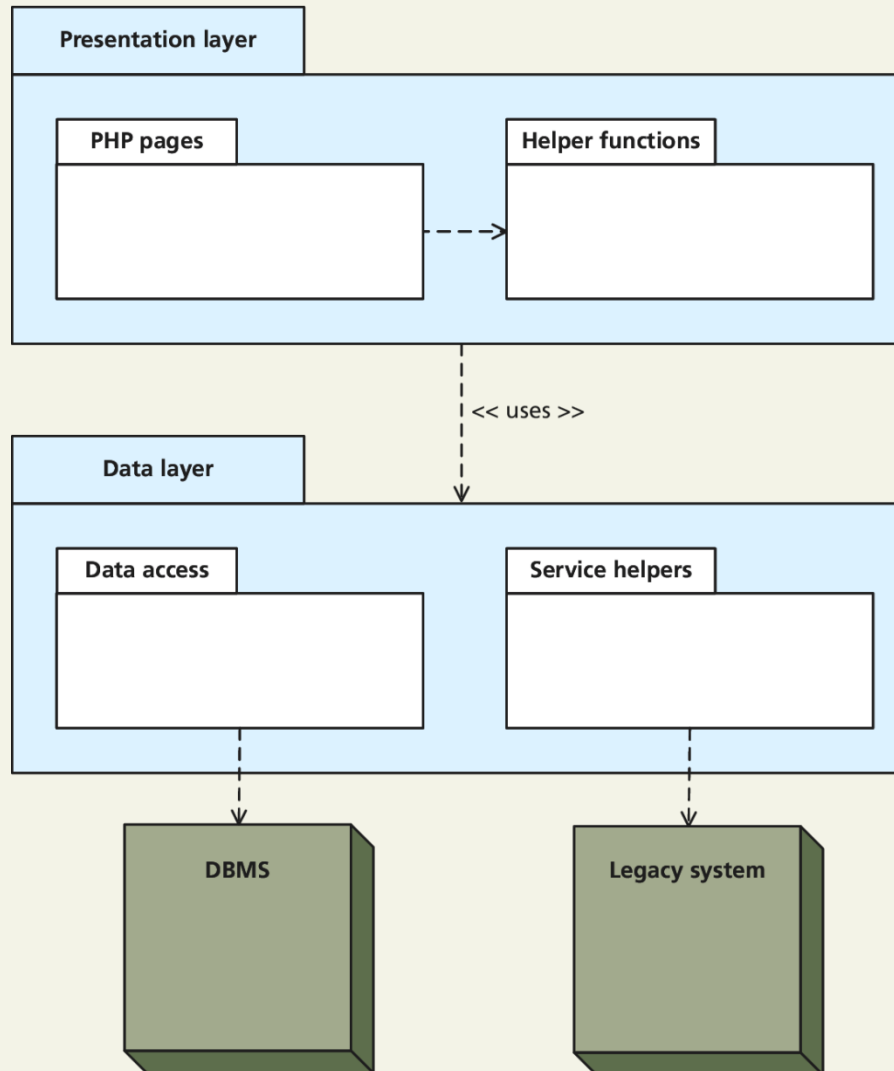 Presentation layer
PHP pages
Helper functions
<< uses >>
Data layer
Data access
Service helpers
DBMS
Legacy system